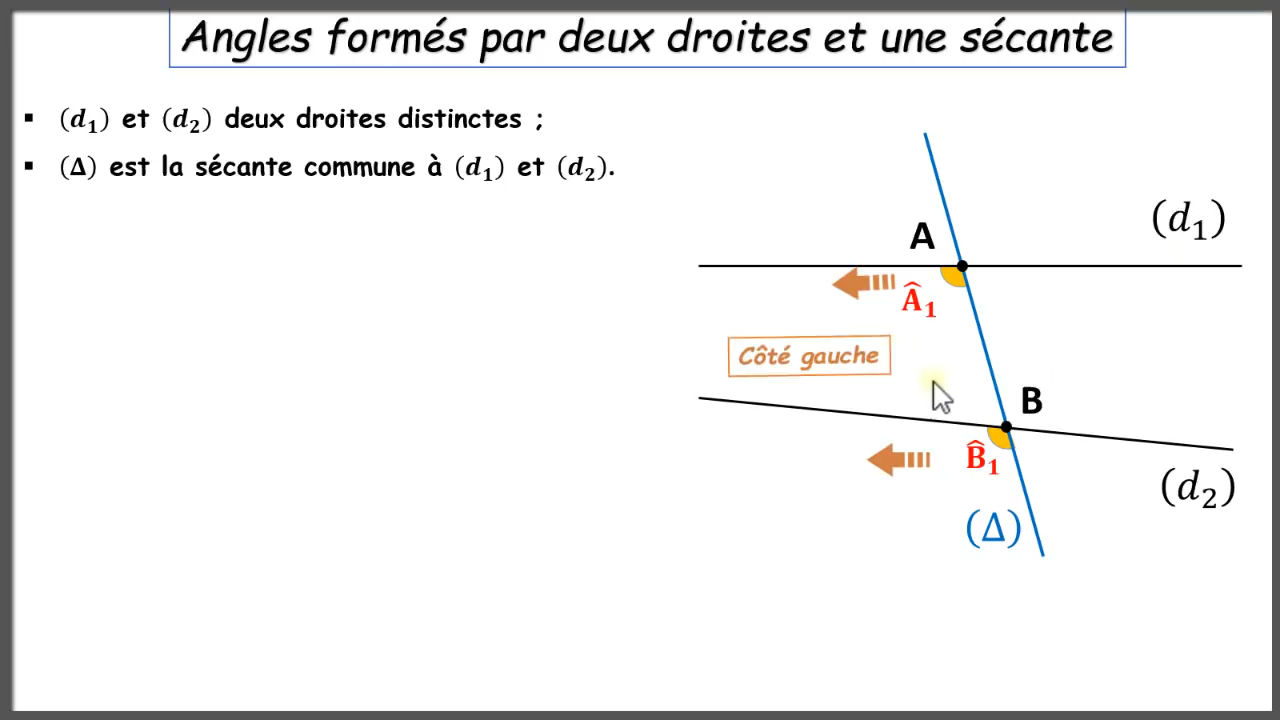 Angles formés par deux droites et une sécante
▪ (d₁) et (d₂) deux droites distinctes ;
▪ (Δ) est la sécante commune à (d₁) et (d₂).
(d₁)
A
Â₁
Côté gauche
B
B̂₁
(d₂)
(Δ)